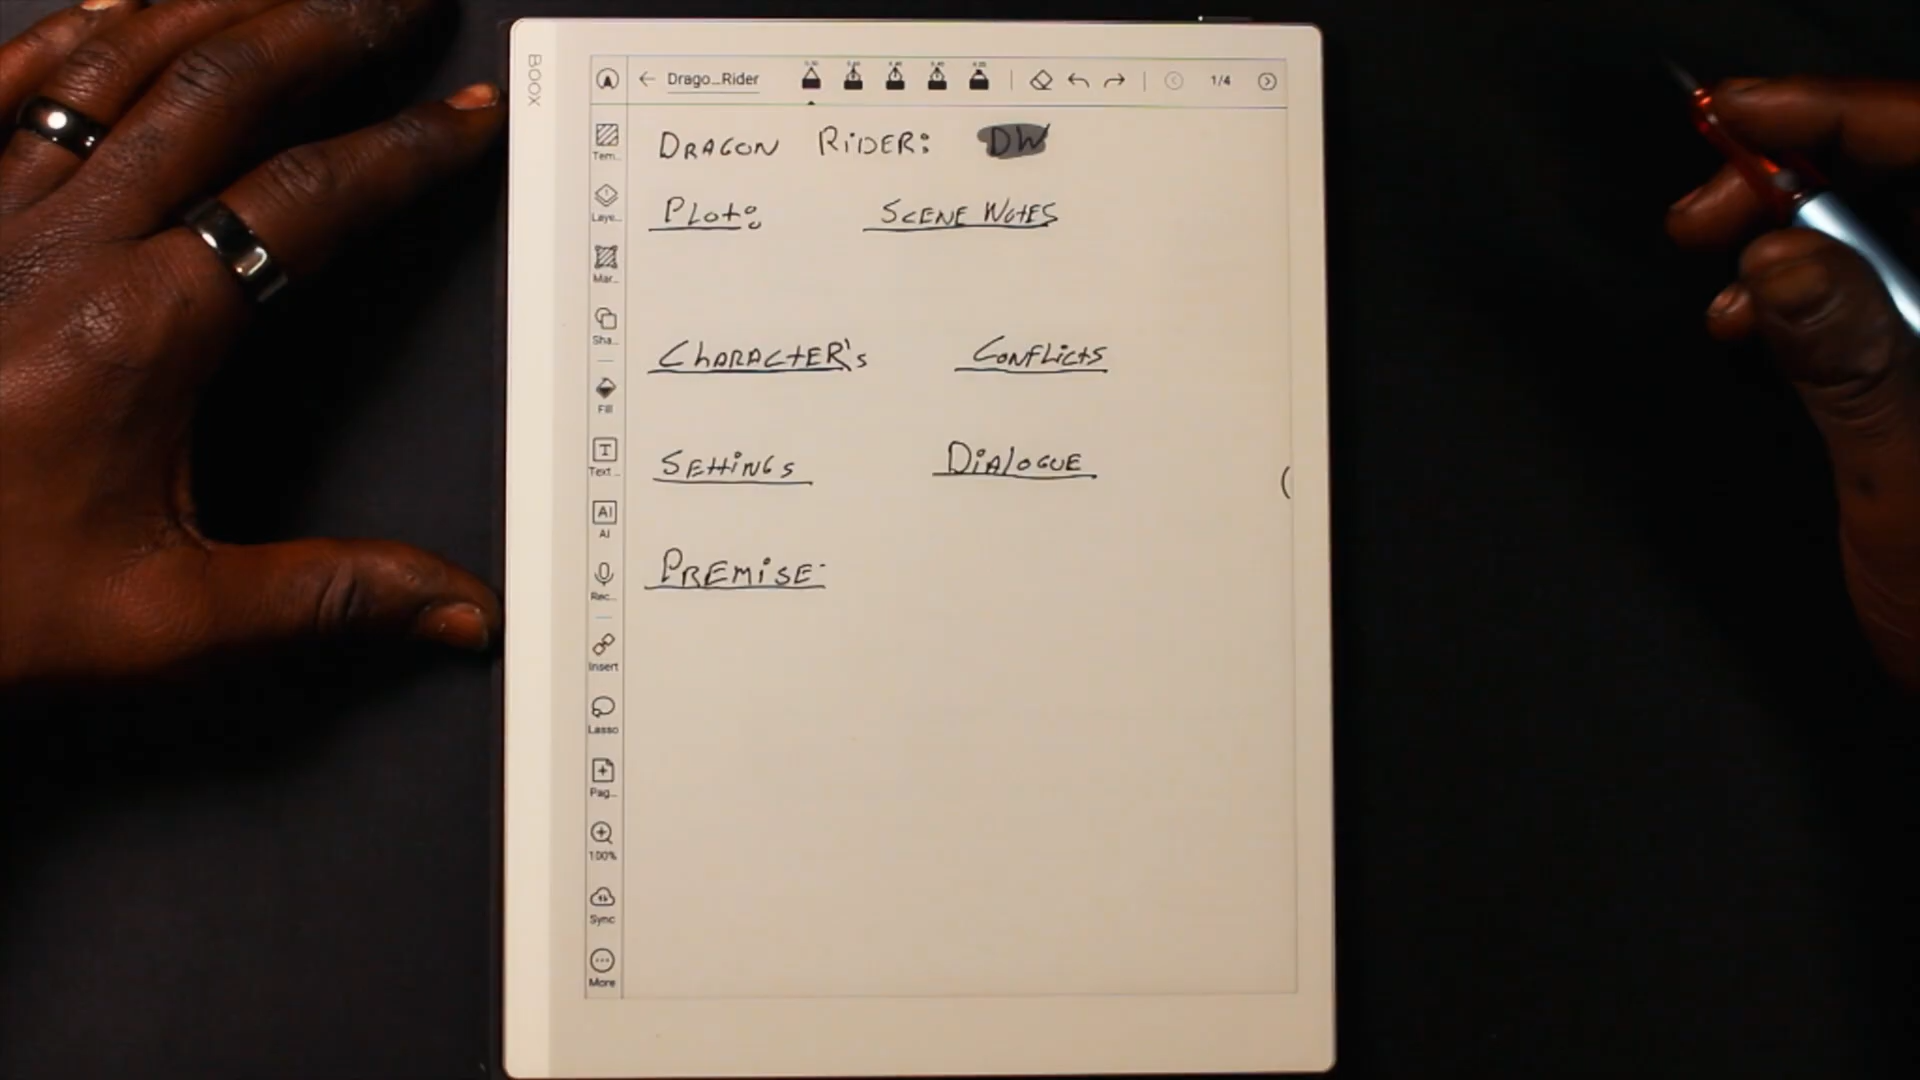 BOOX
Drago...Rider
1/4
DRAGON RiDER: DW
PLot:
SCENE NOtES
CHARACtER's
CONFLicts
SEttiNGs
DiAloGUE
PREMiSE
Tem...
Laye...
Mar...
Sha...
Fill
Text ...
AI
AI
Rec...
Insert
Lasso
Pag...
100%
Sync
More